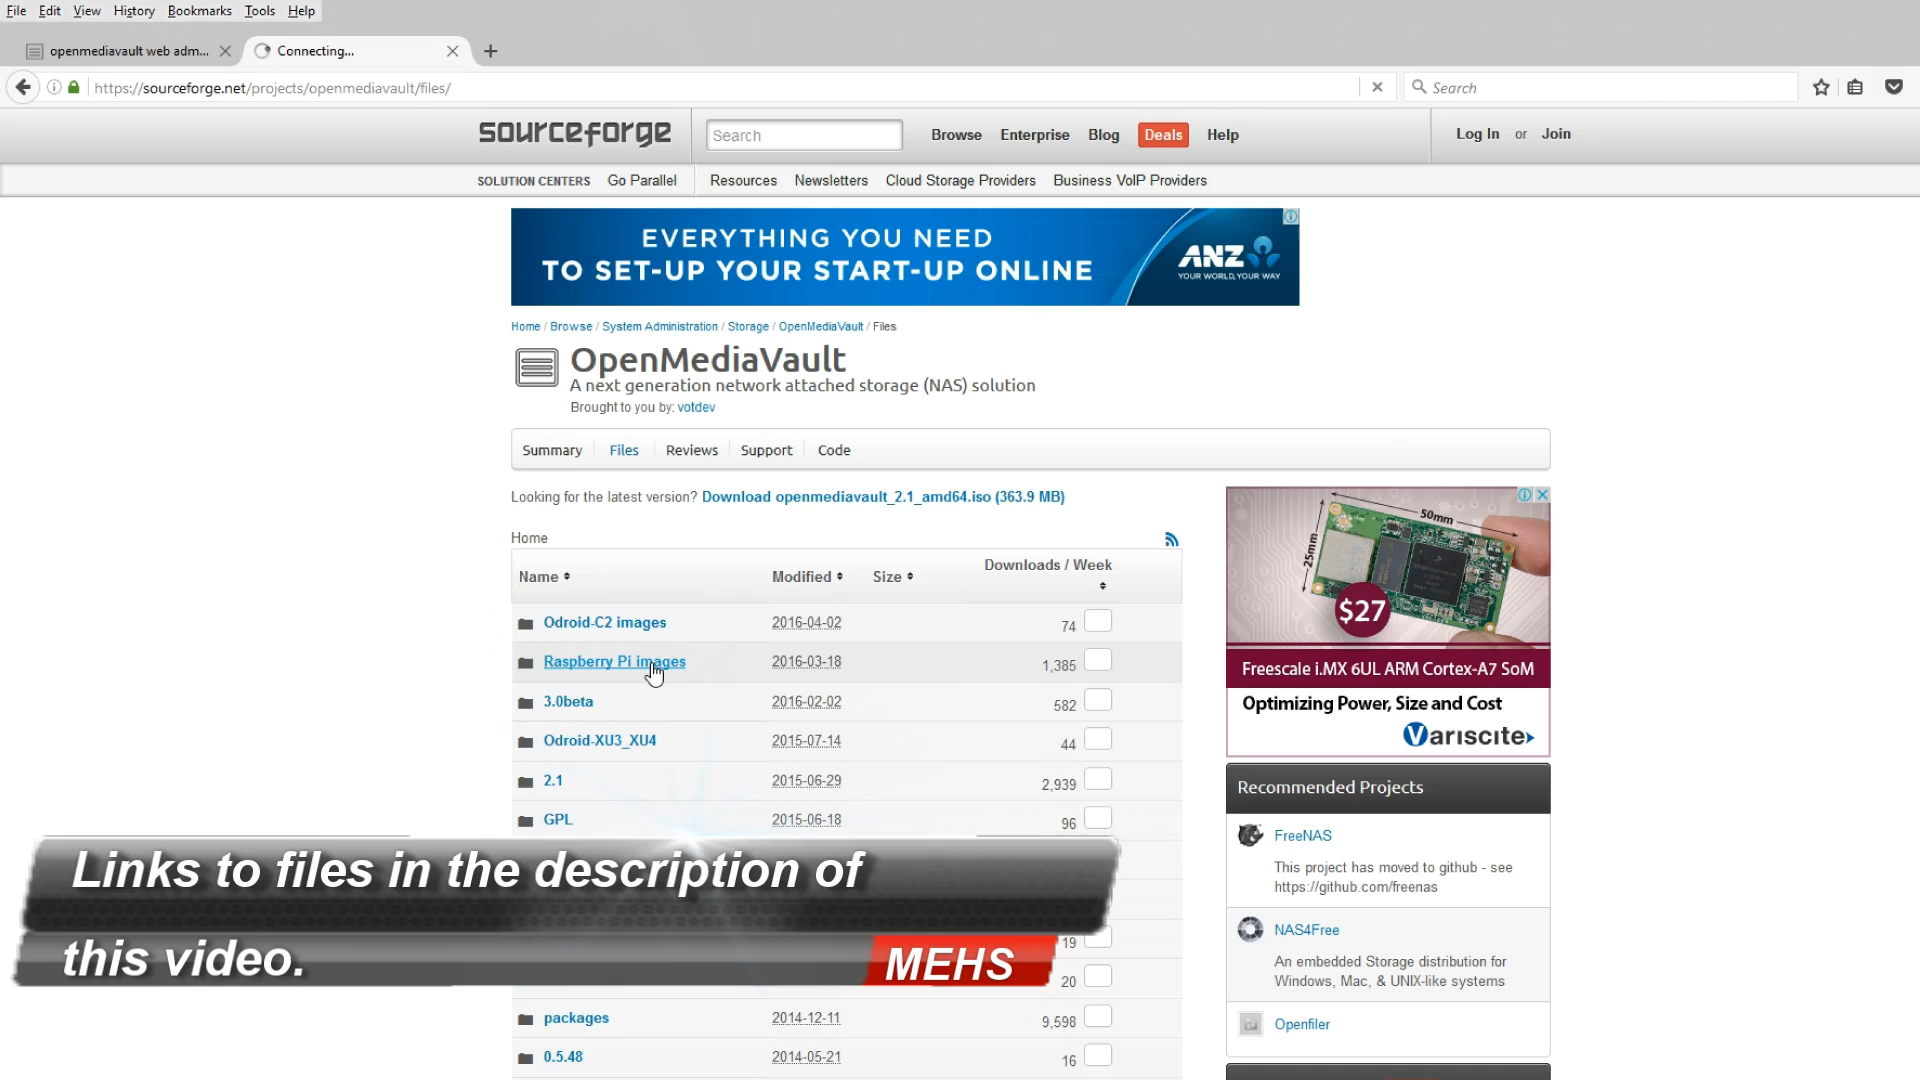 File Edit View History Bookmarks Tools Help
openmediavault web adm... Connecting...
https://sourceforge.net/projects/openmediavault/files/ Search
sourceforge Search Browse Enterprise Blog Deals Help Log In or Join
SOLUTION CENTERS Go Parallel Resources Newsletters Cloud Storage Providers Business VoIP Providers
EVERYTHING YOU NEED
TO SET-UP YOUR START-UP ONLINE
ANZ
YOUR WORLD, YOUR WAY
Home / Browse / System Administration / Storage / OpenMediaVault / Files
OpenMediaVault
A next generation network attached storage (NAS) solution
Brought to you by: votdev
Summary Files Reviews Support Code
Looking for the latest version? Download openmediavault_2.1_amd64.iso (363.9 MB)
Home
Name Modified Size Downloads / Week
Odroid-C2 images 2016-04-02 74
Raspberry Pi images 2016-03-18 1,385
3.0beta 2016-02-02 582
Odroid-XU3_XU4 2015-07-14 44
2.1 2015-06-29 2,939
GPL 2015-06-18 96
19
20
packages 2014-12-11 9,598
0.5.48 2014-05-21 16
50mm
25mm
$27
Freescale i.MX 6UL ARM Cortex-A7 SoM
Optimizing Power, Size and Cost
Variscite
Recommended Projects
FreeNAS
This project has moved to github - see
https://github.com/freenas
NAS4Free
An embedded Storage distribution for
Windows, Mac, & UNIX-like systems
Openfiler
Links to files in the description of
this video.
MEHS